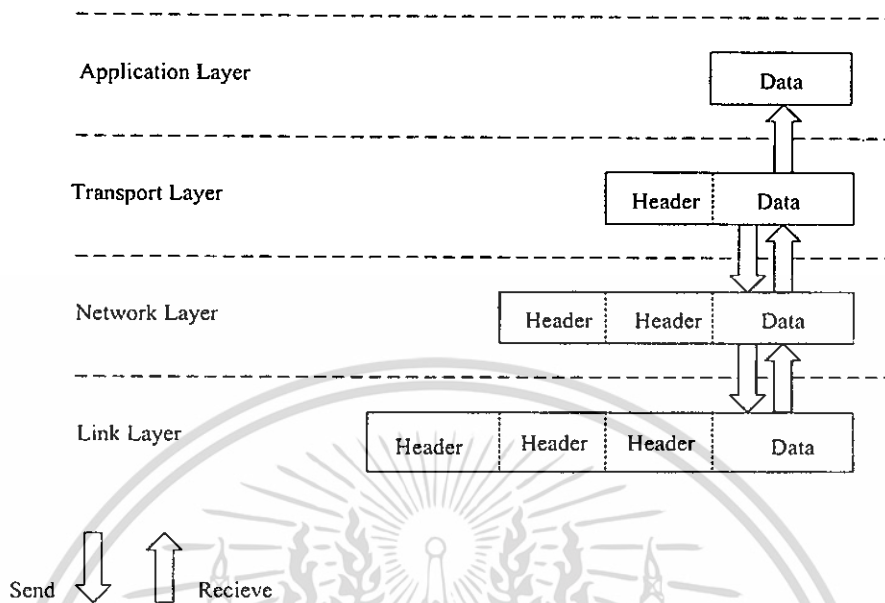 Application Layer
Data
Transport Layer
Header Data
Network Layer
Header Header Data
Link Layer
Header Header Header Data
Send Recieve